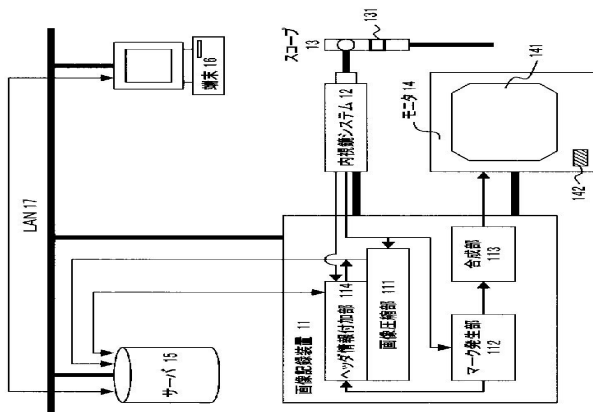 LAN 17
サーバ 15
端末 16
画像記録装置 11
ヘッダ情報付加部 114
画像圧縮部 111
マーク発生部
112
合成部
113
内視鏡システム 12
スコープ
13
131
モニタ 14
141
142